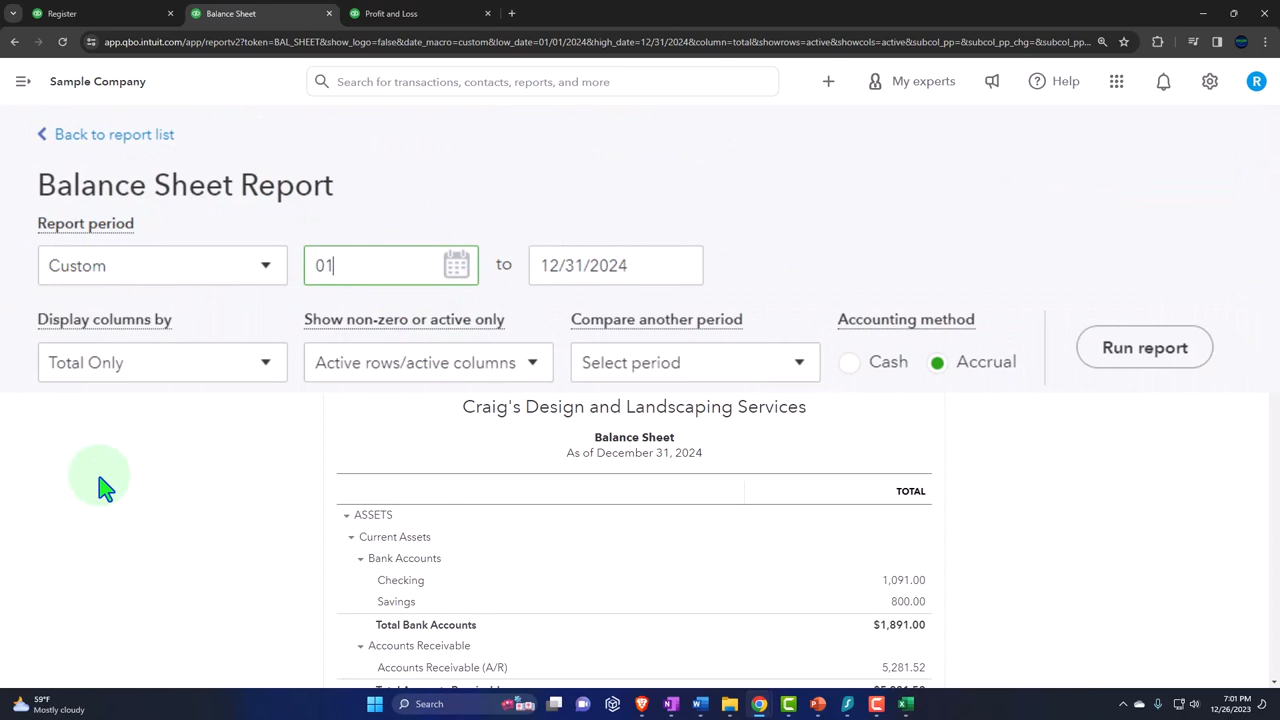 Register
Balance Sheet
Profit and Loss
app.qbo.intuit.com/app/reportv2?token=BAL_SHEET&show_logo=false&date_macro=custom&low_date=01/01/2024&high_date=12/31/2024&column=total&showrows=active&showcols=active&subcol_pp=&subcol_pp_chg=&subcol_pp...
Sample Company
Search for transactions, contacts, reports, and more
My experts
Help
R
Back to report list
Balance Sheet Report
Report period
Custom
01
to
12/31/2024
Display columns by
Show non-zero or active only
Compare another period
Accounting method
Total Only
Active rows/active columns
Select period
Cash
Accrual
Run report
Craig's Design and Landscaping Services
Balance Sheet
As of December 31, 2024
TOTAL
ASSETS
Current Assets
Bank Accounts
Checking 1,091.00
Savings 800.00
Total Bank Accounts $1,891.00
Accounts Receivable
Accounts Receivable (A/R) 5,281.52
59°F
Mostly cloudy
Search
7:01 PM
12/26/2023